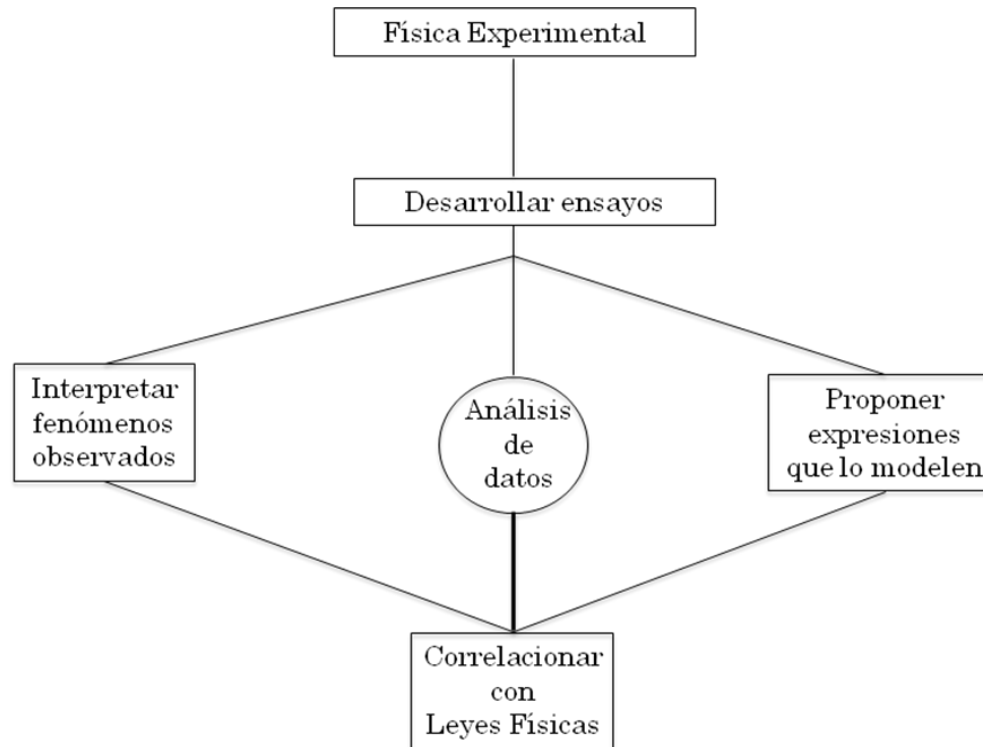 Física Experimental
Desarrollar ensayos
Interpretar
fenómenos
observados
Análisis
de
datos
Proponer
expresiones
que lo modelen
Correlacionar
con
Leyes Físicas